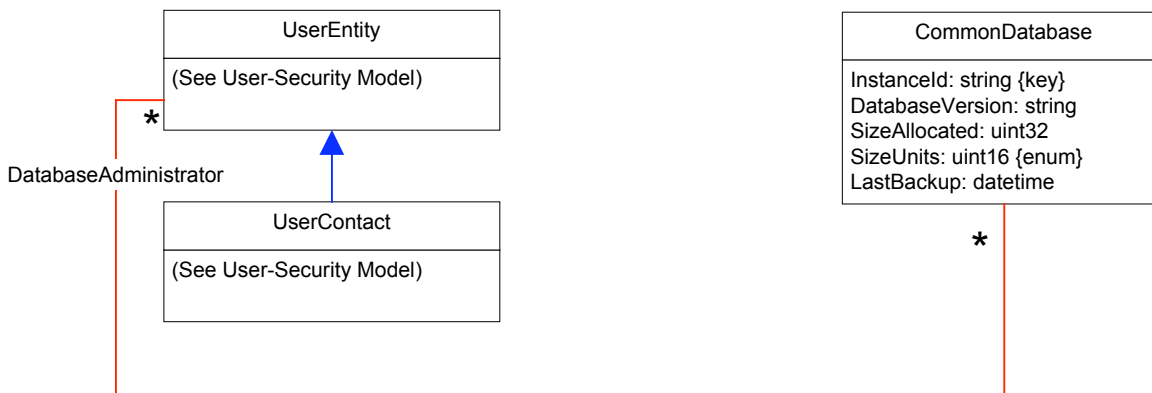 UserEntity
(See User-Security Model)
*
DatabaseAdministrator
UserContact
(See User-Security Model)
CommonDatabase
InstanceId: string {key}
DatabaseVersion: string
SizeAllocated: uint32
SizeUnits: uint16 {enum}
LastBackup: datetime
*